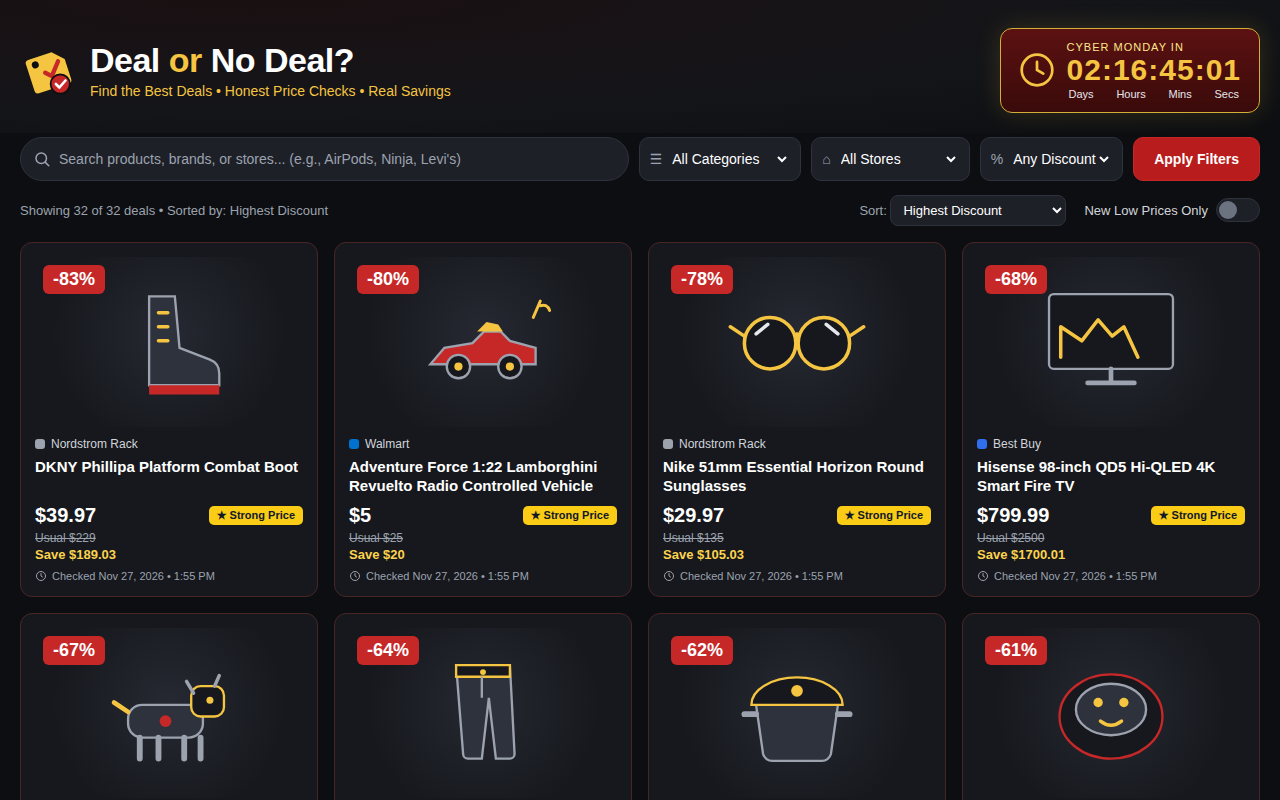 Deal or No Deal?
Find the Best Deals • Honest Price Checks • Real Savings
CYBER MONDAY IN
02:16:45:01
Days Hours Mins Secs
Search products, brands, or stores... (e.g., AirPods, Ninja, Levi's)
All Categories
All Stores
% Any Discount
Apply Filters
Showing 32 of 32 deals • Sorted by: Highest Discount
Sort: Highest Discount
New Low Prices Only
-83%
Nordstrom Rack
DKNY Phillipa Platform Combat Boot
$39.97
★ Strong Price
Usual $229
Save $189.03
Checked Nov 27, 2026 • 1:55 PM
-80%
Walmart
Adventure Force 1:22 Lamborghini
Revuelto Radio Controlled Vehicle
$5
★ Strong Price
Usual $25
Save $20
Checked Nov 27, 2026 • 1:55 PM
-78%
Nordstrom Rack
Nike 51mm Essential Horizon Round
Sunglasses
$29.97
★ Strong Price
Usual $135
Save $105.03
Checked Nov 27, 2026 • 1:55 PM
-68%
Best Buy
Hisense 98-inch QD5 Hi-QLED 4K
Smart Fire TV
$799.99
★ Strong Price
Usual $2500
Save $1700.01
Checked Nov 27, 2026 • 1:55 PM
-67%
-64%
-62%
-61%